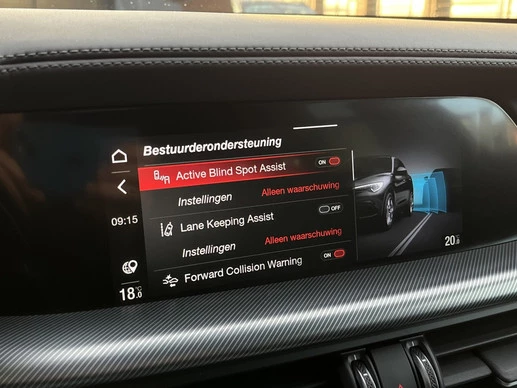 Bestuurderondersteuning
Active Blind Spot Assist ON
Instellingen Alleen waarschuwing
09:15
Lane Keeping Assist OFF
Instellingen Alleen waarschuwing
Forward Collision Warning ON
18.0 °C
20.0